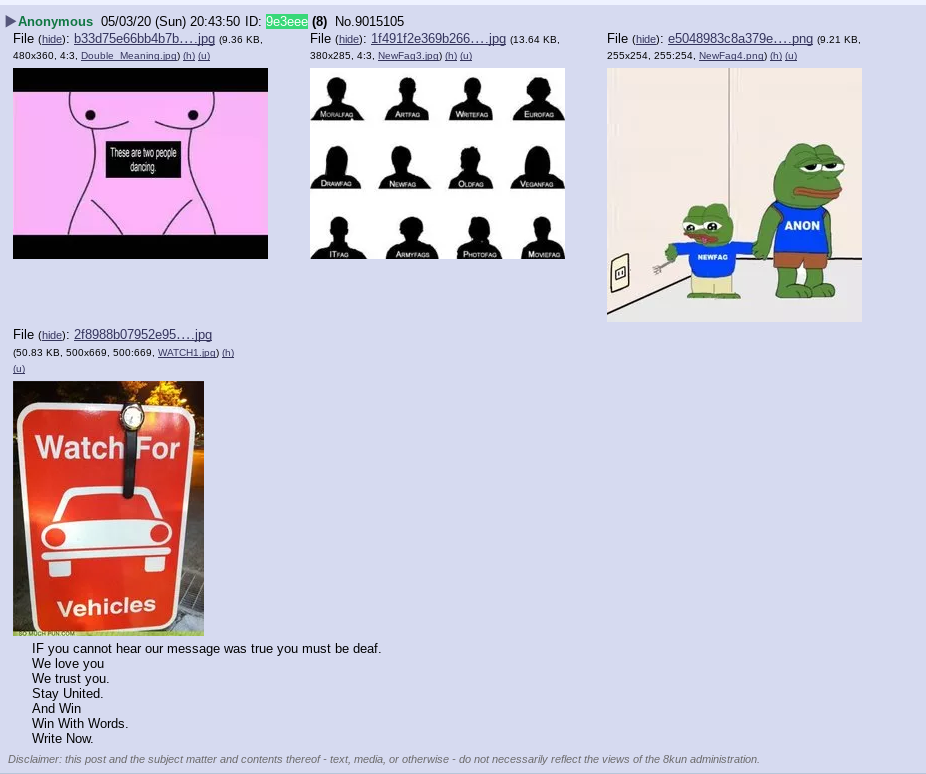 Anonymous 05/03/20 (Sun) 20:43:50 ID: 9e3eee (8) No.9015105
File (hide): b33d75e66bb4b7b….jpg (9.36 KB,
480x360, 4:3, Double_Meaning.jpg) (h) (u)
These are two people
dancing.
File (hide): 1f491f2e369b266….jpg (13.64 KB,
380x285, 4:3, NewFag3.jpg) (h) (u)
MORALFAG ARTFAG WRITEFAG EUROFAG
DRAWFAG NEWFAG OLDFAG VEGANFAG
ITFAG ARMYFAGS PHOTOFAG MOVIEFAG
File (hide): e5048983c8a379e….png (9.21 KB,
255x254, 255:254, NewFag4.png) (h) (u)
ANON
NEWFAG
File (hide): 2f8988b07952e95….jpg
(50.83 KB, 500x669, 500:669, WATCH1.jpg) (h)
(u)
Watch For
Vehicles
SO MUCH FUN.COM
IF you cannot hear our message was true you must be deaf.
We love you
We trust you.
Stay United.
And Win
Win With Words.
Write Now.
Disclaimer: this post and the subject matter and contents thereof - text, media, or otherwise - do not necessarily reflect the views of the 8kun administration.